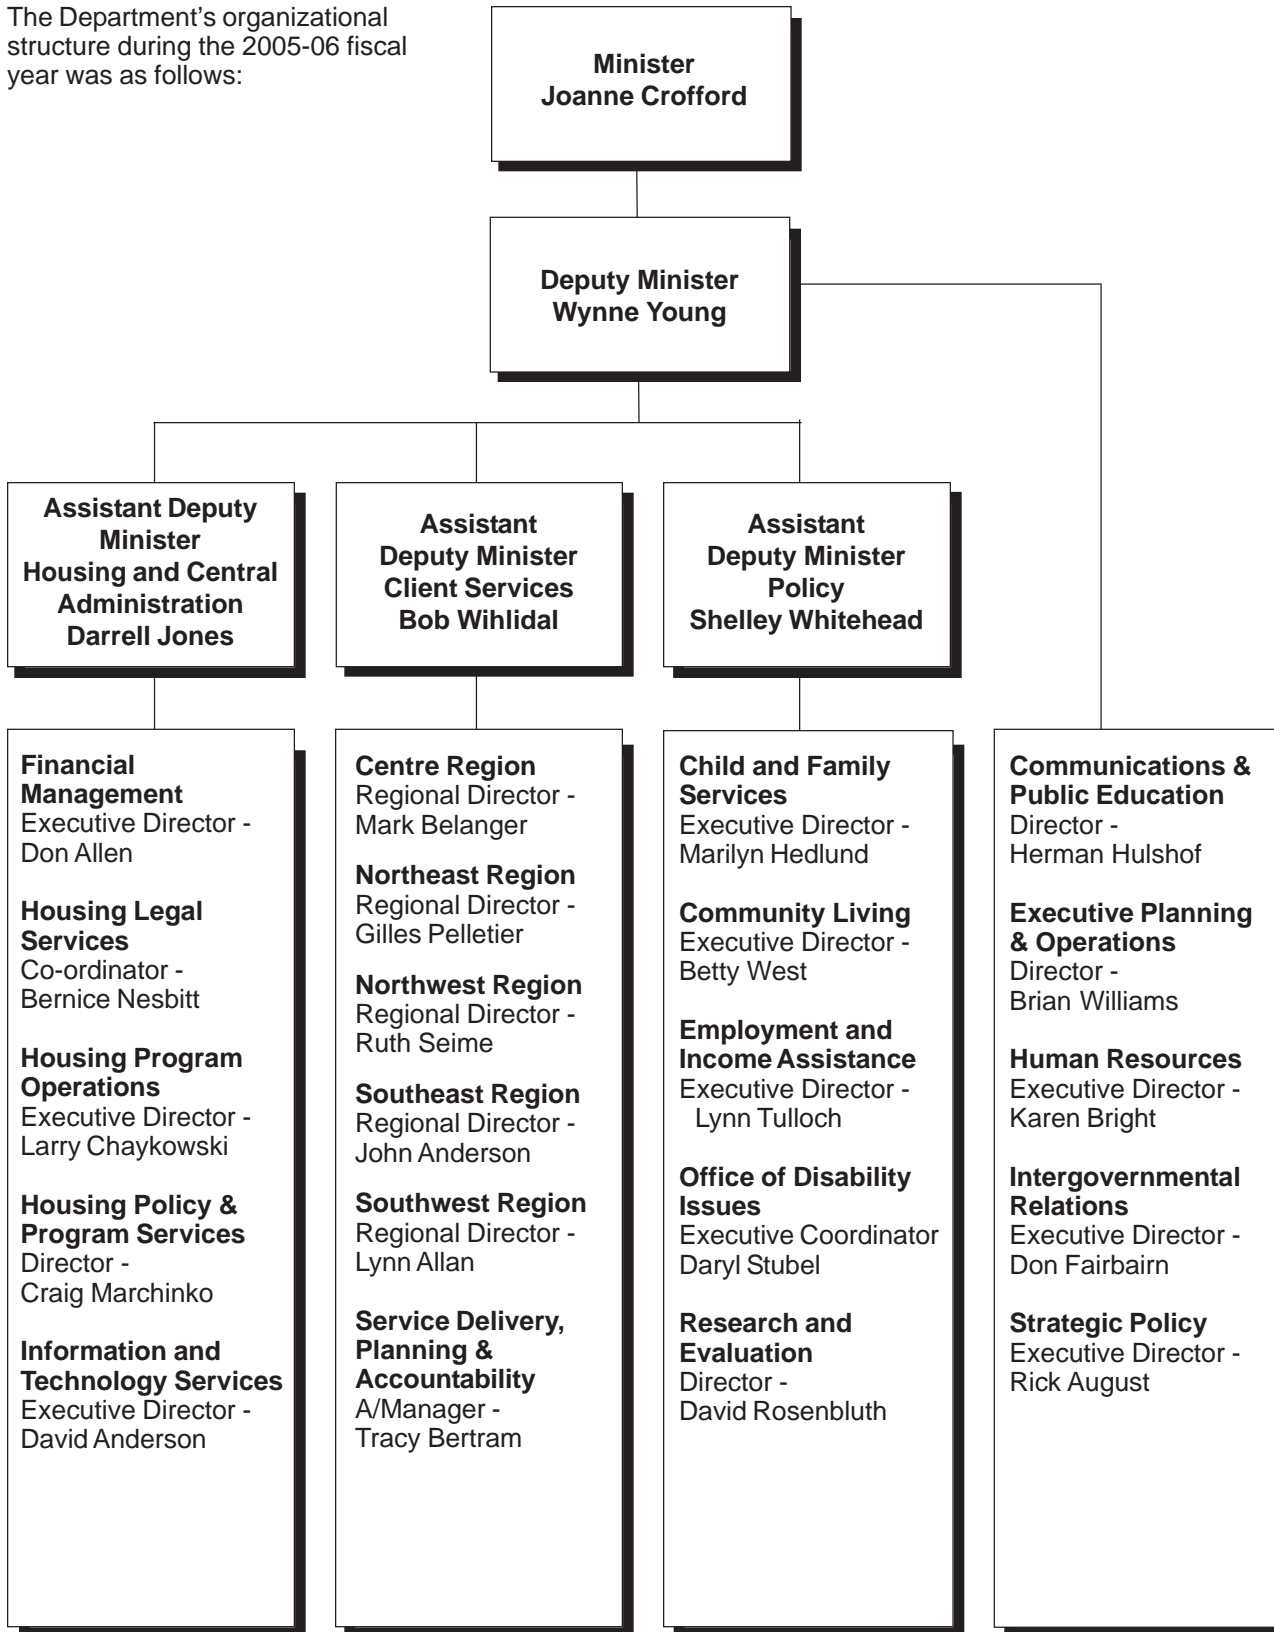 The Department's organizational
structure during the 2005-06 fiscal
year was as follows:
Minister
Joanne Crofford
Deputy Minister
Wynne Young
Assistant Deputy
Minister
Housing and Central
Administration
Darrell Jones
Assistant
Deputy Minister
Client Services
Bob Wihlidal
Assistant
Deputy Minister
Policy
Shelley Whitehead
Financial
Management
Executive Director -
Don Allen
Housing Legal
Services
Co-ordinator -
Bernice Nesbitt
Housing Program
Operations
Executive Director -
Larry Chaykowski
Housing Policy &
Program Services
Director -
Craig Marchinko
Information and
Technology Services
Executive Director -
David Anderson
Centre Region
Regional Director -
Mark Belanger
Northeast Region
Regional Director -
Gilles Pelletier
Northwest Region
Regional Director -
Ruth Seime
Southeast Region
Regional Director -
John Anderson
Southwest Region
Regional Director -
Lynn Allan
Service Delivery,
Planning &
Accountability
A/Manager -
Tracy Bertram
Child and Family
Services
Executive Director -
Marilyn Hedlund
Community Living
Executive Director -
Betty West
Employment and
Income Assistance
Executive Director -
Lynn Tulloch
Office of Disability
Issues
Executive Coordinator
Daryl Stubel
Research and
Evaluation
Director -
David Rosenbluth
Communications &
Public Education
Director -
Herman Hulshof
Executive Planning
& Operations
Director -
Brian Williams
Human Resources
Executive Director -
Karen Bright
Intergovernmental
Relations
Executive Director -
Don Fairbairn
Strategic Policy
Executive Director -
Rick August